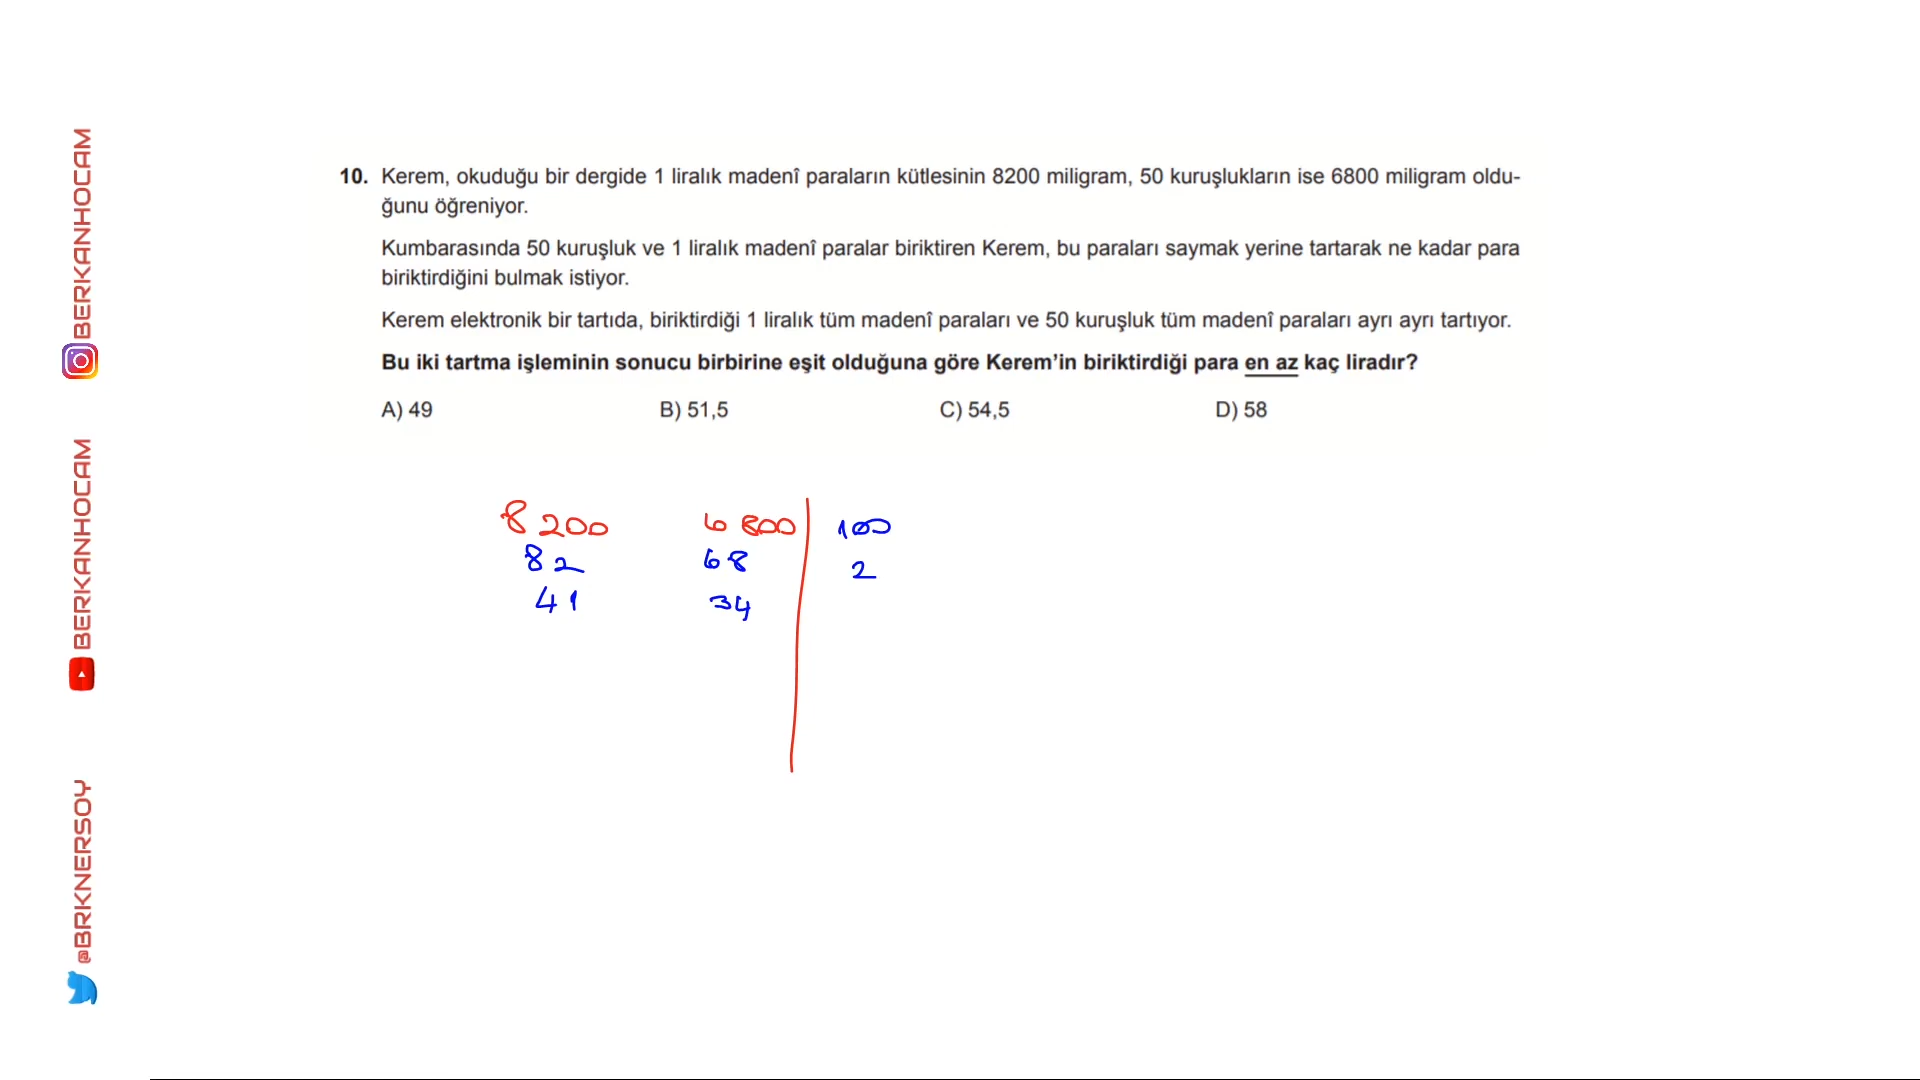 BERKANHOCAM
BERKANHOCAM
@BRKNERSOY
10. Kerem, okuduğu bir dergide 1 liralık madenî paraların kütlesinin 8200 miligram, 50 kuruşlukların ise 6800 miligram oldu-
ğunu öğreniyor.
Kumbarasında 50 kuruşluk ve 1 liralık madenî paralar biriktiren Kerem, bu paraları saymak yerine tartarak ne kadar para
biriktirdiğini bulmak istiyor.
Kerem elektronik bir tartıda, biriktirdiği 1 liralık tüm madenî paraları ve 50 kuruşluk tüm madenî paraları ayrı ayrı tartıyor.
Bu iki tartma işleminin sonucu birbirine eşit olduğuna göre Kerem’in biriktirdiği para en az kaç liradır?
A) 49 B) 51,5 C) 54,5 D) 58
8200 6800 100
82 68 2
41 34